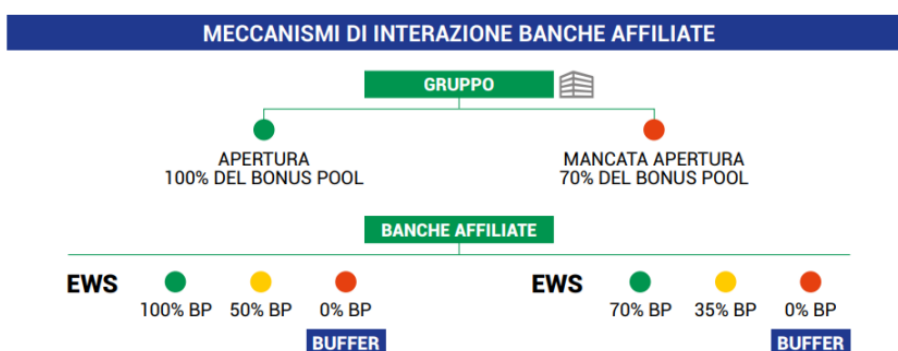 MECCANISMI DI INTERAZIONE BANCHE AFFILIATE
GRUPPO
APERTURA
100% DEL BONUS POOL
MANCATA APERTURA
70% DEL BONUS POOL
BANCHE AFFILIATE
EWS
100% BP
50% BP
0% BP
BUFFER
EWS
70% BP
35% BP
0% BP
BUFFER